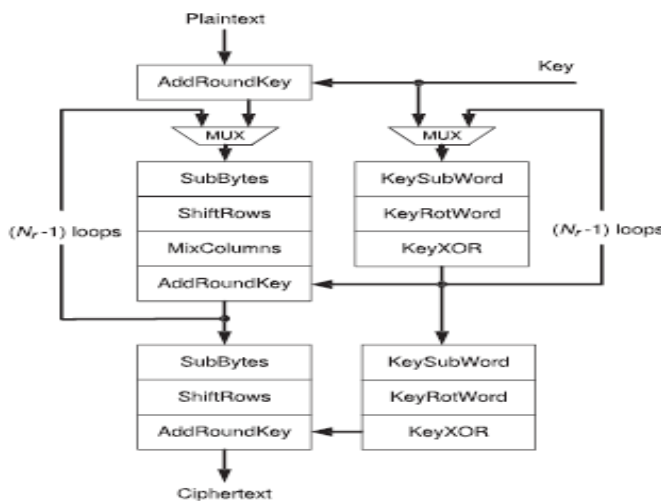 Plaintext
Key
AddRoundKey
MUX
MUX
SubBytes
ShiftRows
MixColumns
AddRoundKey
KeySubWord
KeyRotWord
KeyXOR
(Nr-1) loops
(Nr-1) loops
SubBytes
ShiftRows
AddRoundKey
KeySubWord
KeyRotWord
KeyXOR
Ciphertext